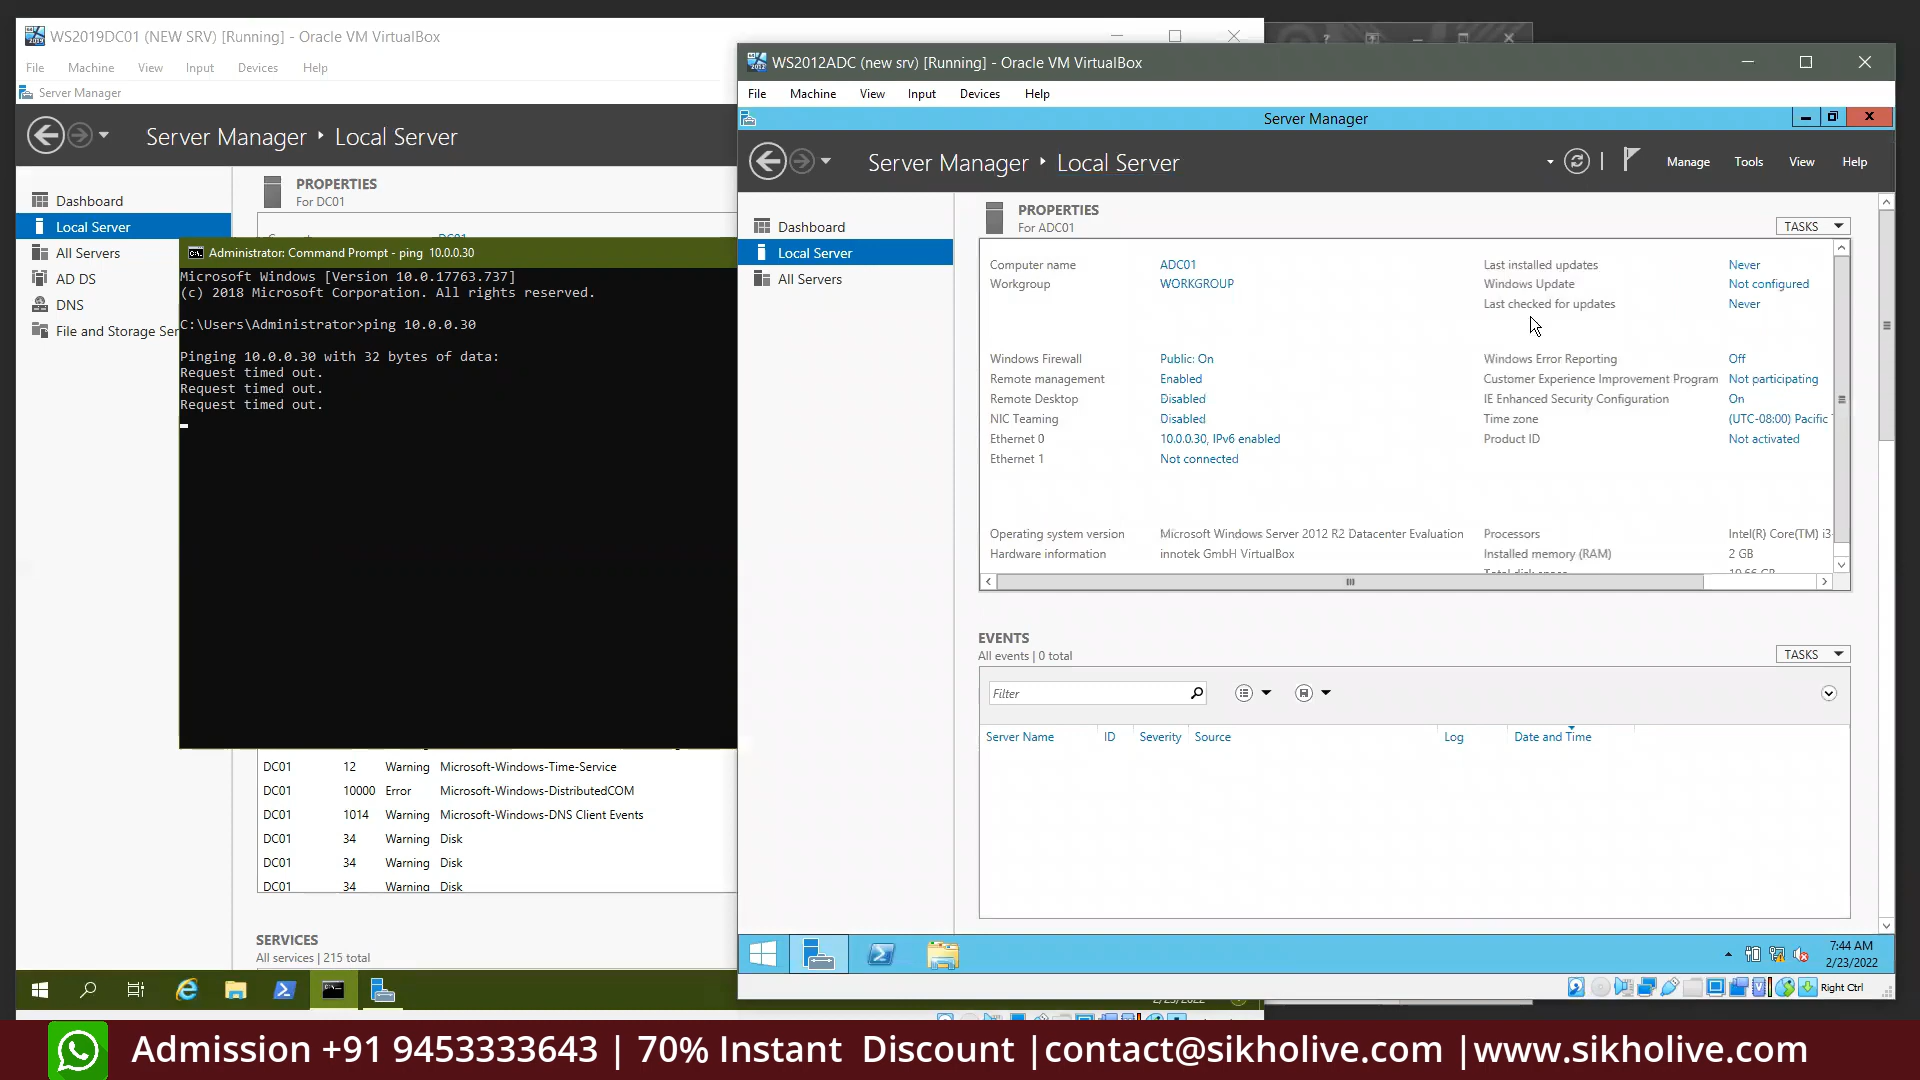 WS2019DC01 (NEW SRV) [Running] - Oracle VM VirtualBox
File Machine View Input Devices Help
Server Manager
Server Manager ‣ Local Server
Dashboard
Local Server
All Servers
AD DS
DNS
File and Storage Ser
PROPERTIES
For DC01
Administrator: Command Prompt - ping 10.0.0.30
Microsoft Windows [Version 10.0.17763.737]
(c) 2018 Microsoft Corporation. All rights reserved.
C:\Users\Administrator>ping 10.0.0.30
Pinging 10.0.0.30 with 32 bytes of data:
Request timed out.
Request timed out.
Request timed out.
DC01 12 Warning Microsoft-Windows-Time-Service
DC01 10000 Error Microsoft-Windows-DistributedCOM
DC01 1014 Warning Microsoft-Windows-DNS Client Events
DC01 34 Warning Disk
DC01 34 Warning Disk
DC01 34 Warning Disk
SERVICES
All services | 215 total
WS2012ADC (new srv) [Running] - Oracle VM VirtualBox
File Machine View Input Devices Help
Server Manager
Server Manager ‣ Local Server
Manage Tools View Help
Dashboard
Local Server
All Servers
PROPERTIES
For ADC01
TASKS
Computer name ADC01
Workgroup WORKGROUP
Last installed updates Never
Windows Update Not configured
Last checked for updates Never
Windows Firewall Public: On
Remote management Enabled
Remote Desktop Disabled
NIC Teaming Disabled
Ethernet 0 10.0.0.30, IPv6 enabled
Ethernet 1 Not connected
Windows Error Reporting Off
Customer Experience Improvement Program Not participating
IE Enhanced Security Configuration On
Time zone (UTC-08:00) Pacific
Product ID Not activated
Operating system version Microsoft Windows Server 2012 R2 Datacenter Evaluation
Hardware information innotek GmbH VirtualBox
Processors Intel(R) Core(TM) i3-
Installed memory (RAM) 2 GB
EVENTS
All events | 0 total
TASKS
Filter
Server Name ID Severity Source Log Date and Time
7:44 AM
2/23/2022
Right Ctrl
Admission +91 9453333643 | 70% Instant Discount |contact@sikholive.com |www.sikholive.com